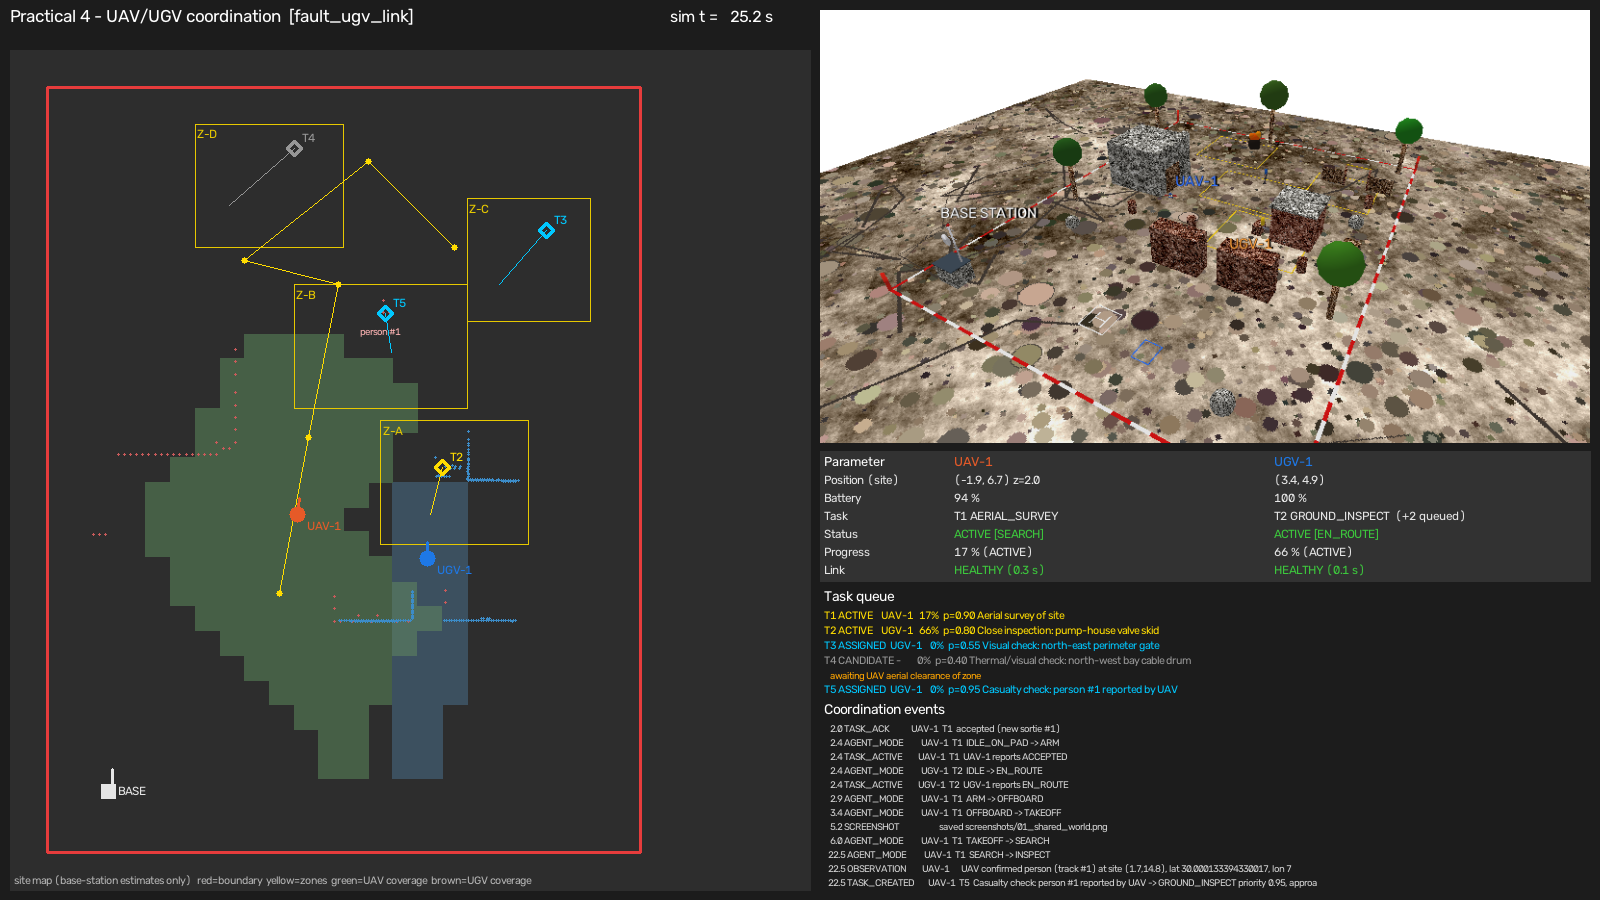 Practical 4 - UAV/UGV coordination [fault_ugv_link]
sim t = 25.2 s
Z-D
T4
Z-C
T3
Z-B
T5
person #1
Z-A
T2
UAV-1
UGV-1
BASE
site map (base-station estimates only) red=boundary yellow=zones green=UAV coverage brown=UGV coverage
UAV-1
BASE STATION
UGV-1
Parameter UAV-1 UGV-1
Position (site) (-1.9, 6.7) z=2.0 (3.4, 4.9)
Battery 94 % 100 %
Task T1 AERIAL_SURVEY T2 GROUND_INSPECT (+2 queued)
Status ACTIVE [SEARCH] ACTIVE [EN_ROUTE]
Progress 17 % (ACTIVE) 66 % (ACTIVE)
Link HEALTHY (0.3 s) HEALTHY (0.1 s)
Task queue
T1 ACTIVE UAV-1 17% p=0.90 Aerial survey of site
T2 ACTIVE UGV-1 66% p=0.80 Close inspection: pump-house valve skid
T3 ASSIGNED UGV-1 0% p=0.55 Visual check: north-east perimeter gate
T4 CANDIDATE - 0% p=0.40 Thermal/visual check: north-west bay cable drum
awaiting UAV aerial clearance of zone
T5 ASSIGNED UGV-1 0% p=0.95 Casualty check: person #1 reported by UAV
Coordination events
2.0 TASK_ACK UAV-1 T1 accepted (new sortie #1)
2.4 AGENT_MODE UAV-1 T1 IDLE_ON_PAD -> ARM
2.4 TASK_ACTIVE UAV-1 T1 UAV-1 reports ACCEPTED
2.4 AGENT_MODE UGV-1 T2 IDLE -> EN_ROUTE
2.4 TASK_ACTIVE UGV-1 T2 UGV-1 reports EN_ROUTE
2.9 AGENT_MODE UAV-1 T1 ARM -> OFFBOARD
3.4 AGENT_MODE UAV-1 T1 OFFBOARD -> TAKEOFF
5.2 SCREENSHOT saved screenshots/01_shared_world.png
6.0 AGENT_MODE UAV-1 T1 TAKEOFF -> SEARCH
22.5 AGENT_MODE UAV-1 T1 SEARCH -> INSPECT
22.5 OBSERVATION UAV-1 UAV confirmed person (track #1) at site (1.7,14.8), lat 30.000133394330017, lon 7
22.5 TASK_CREATED UAV-1 T5 Casualty check: person #1 reported by UAV -> GROUND_INSPECT priority 0.95, approa